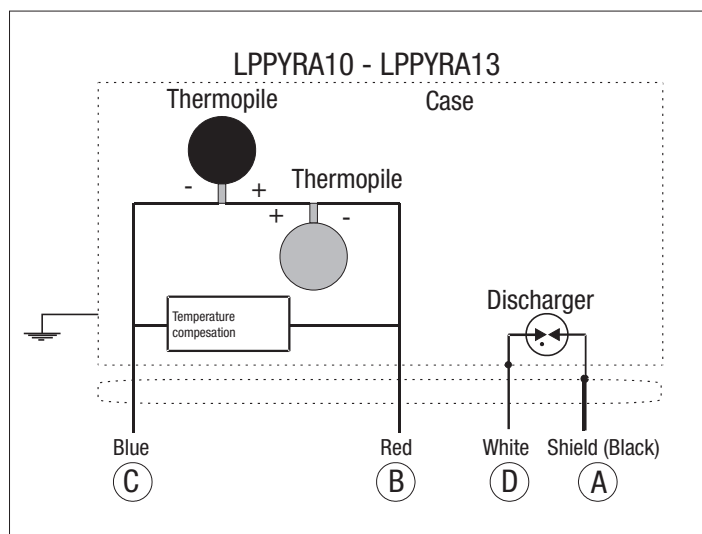 LPPYRA10 - LPPYRA13
Thermopile
Case
- +
Thermopile
+ -
Temperature
compesation
Discharger
Blue
Red
White
Shield (Black)
C
B
D
A